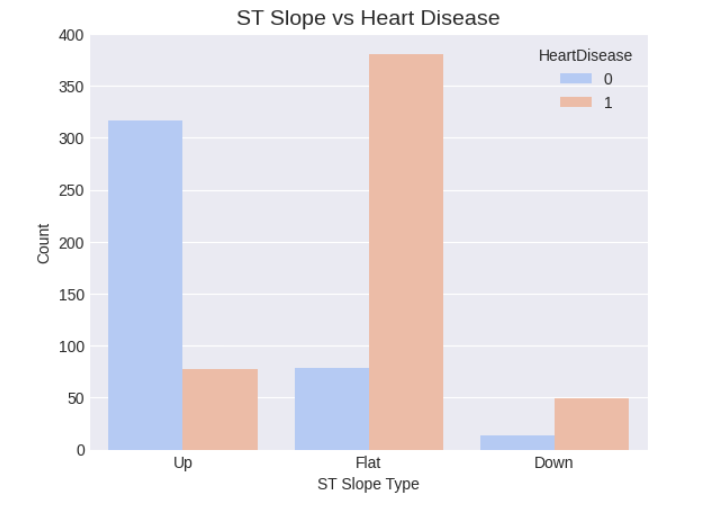 ST Slope vs Heart Disease
400
350
300
250
200
150
100
50
0
Count
HeartDisease
0
1
Up Flat Down
ST Slope Type